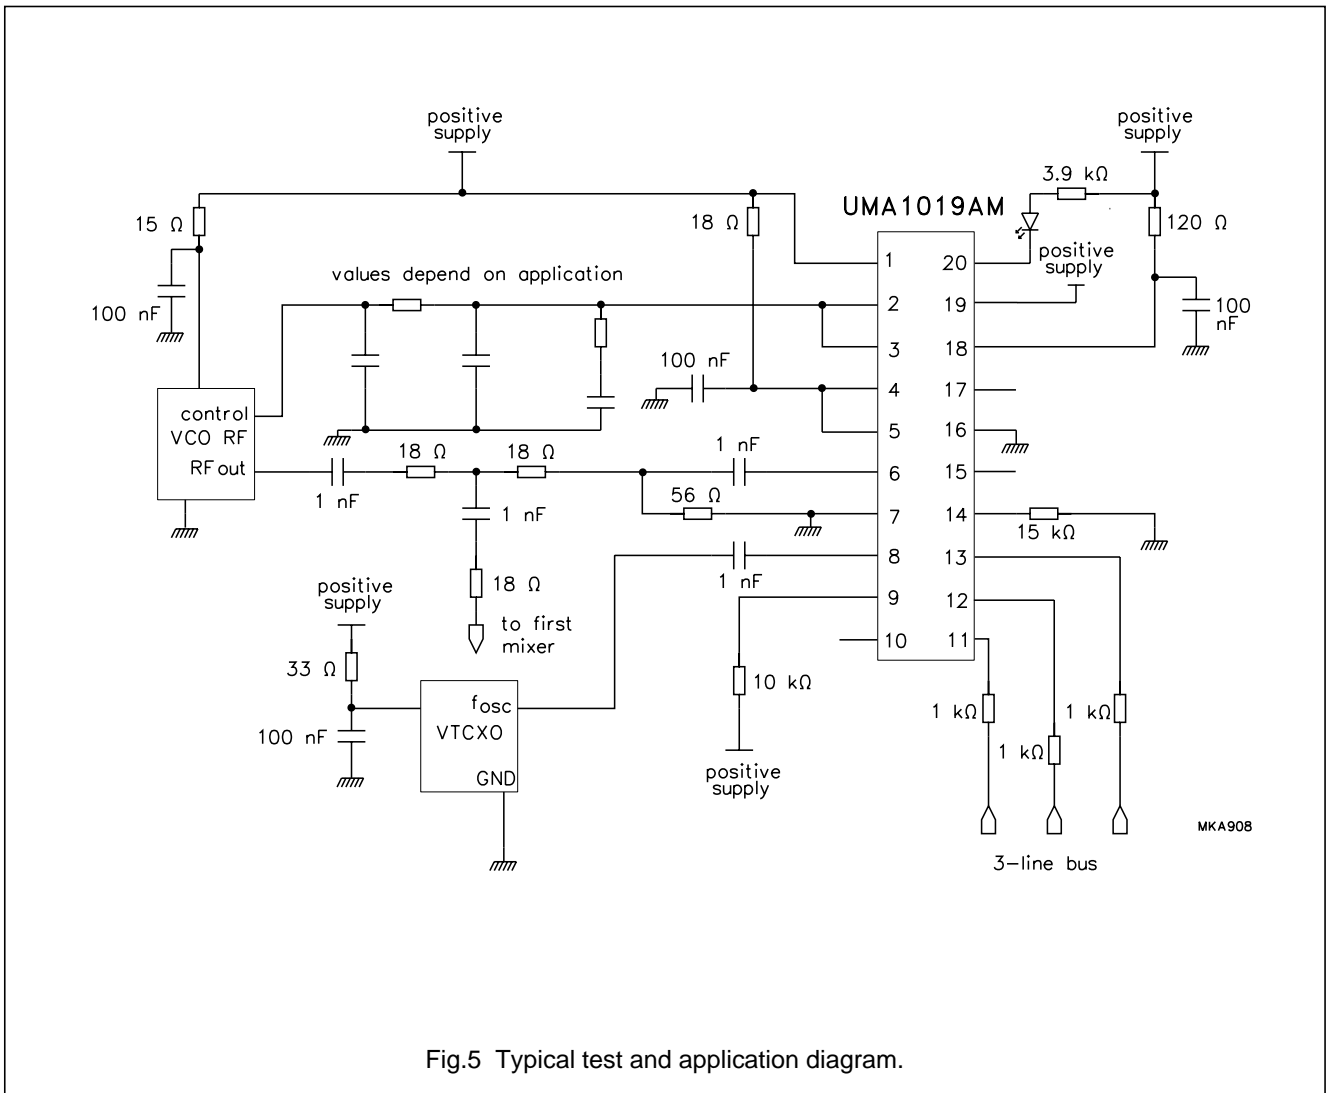 positive
supply
positive
supply
3.9 kΩ
UMA1019AM
15 Ω
18 Ω
120 Ω
positive
supply
values depend on application
100 nF
100
nF
100 nF
1
2
3
4
5
6
7
8
9
10
20
19
18
17
16
15
14
13
12
11
control
VCO RF
RFout
18 Ω
18 Ω
1 nF
1 nF
1 nF
56 Ω
15 kΩ
1 nF
18 Ω
to first
mixer
positive
supply
33 Ω
100 nF
fosc
VTCXO
GND
10 kΩ
positive
supply
1 kΩ
1 kΩ
1 kΩ
3-line bus
MKA908
Fig.5 Typical test and application diagram.